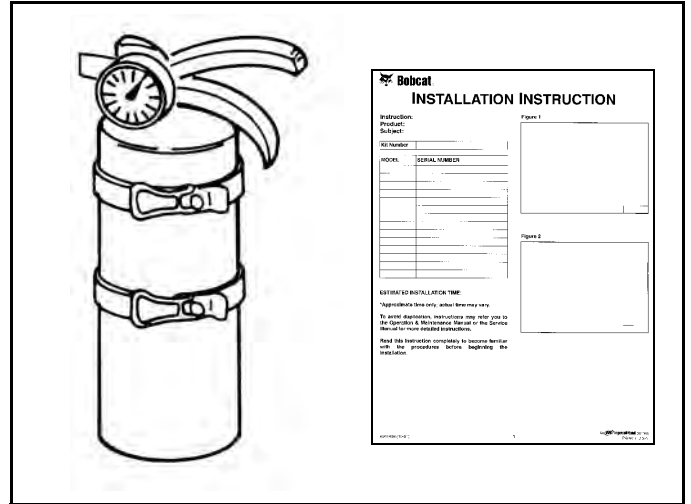 Bobcat
INSTALLATION INSTRUCTION
Instruction:
Product:
Subject:
Kit Number
MODEL SERIAL NUMBER
ESTIMATED INSTALLATION TIME:
*Approximate time only, actual time may vary.
To avoid duplication, instructions may refer you to
the Operation & Maintenance Manual or the Service
Manual for more detailed instructions.
Read this instruction completely to become familiar
with the procedures before beginning the
installation.
Figure 1
Figure 2
1